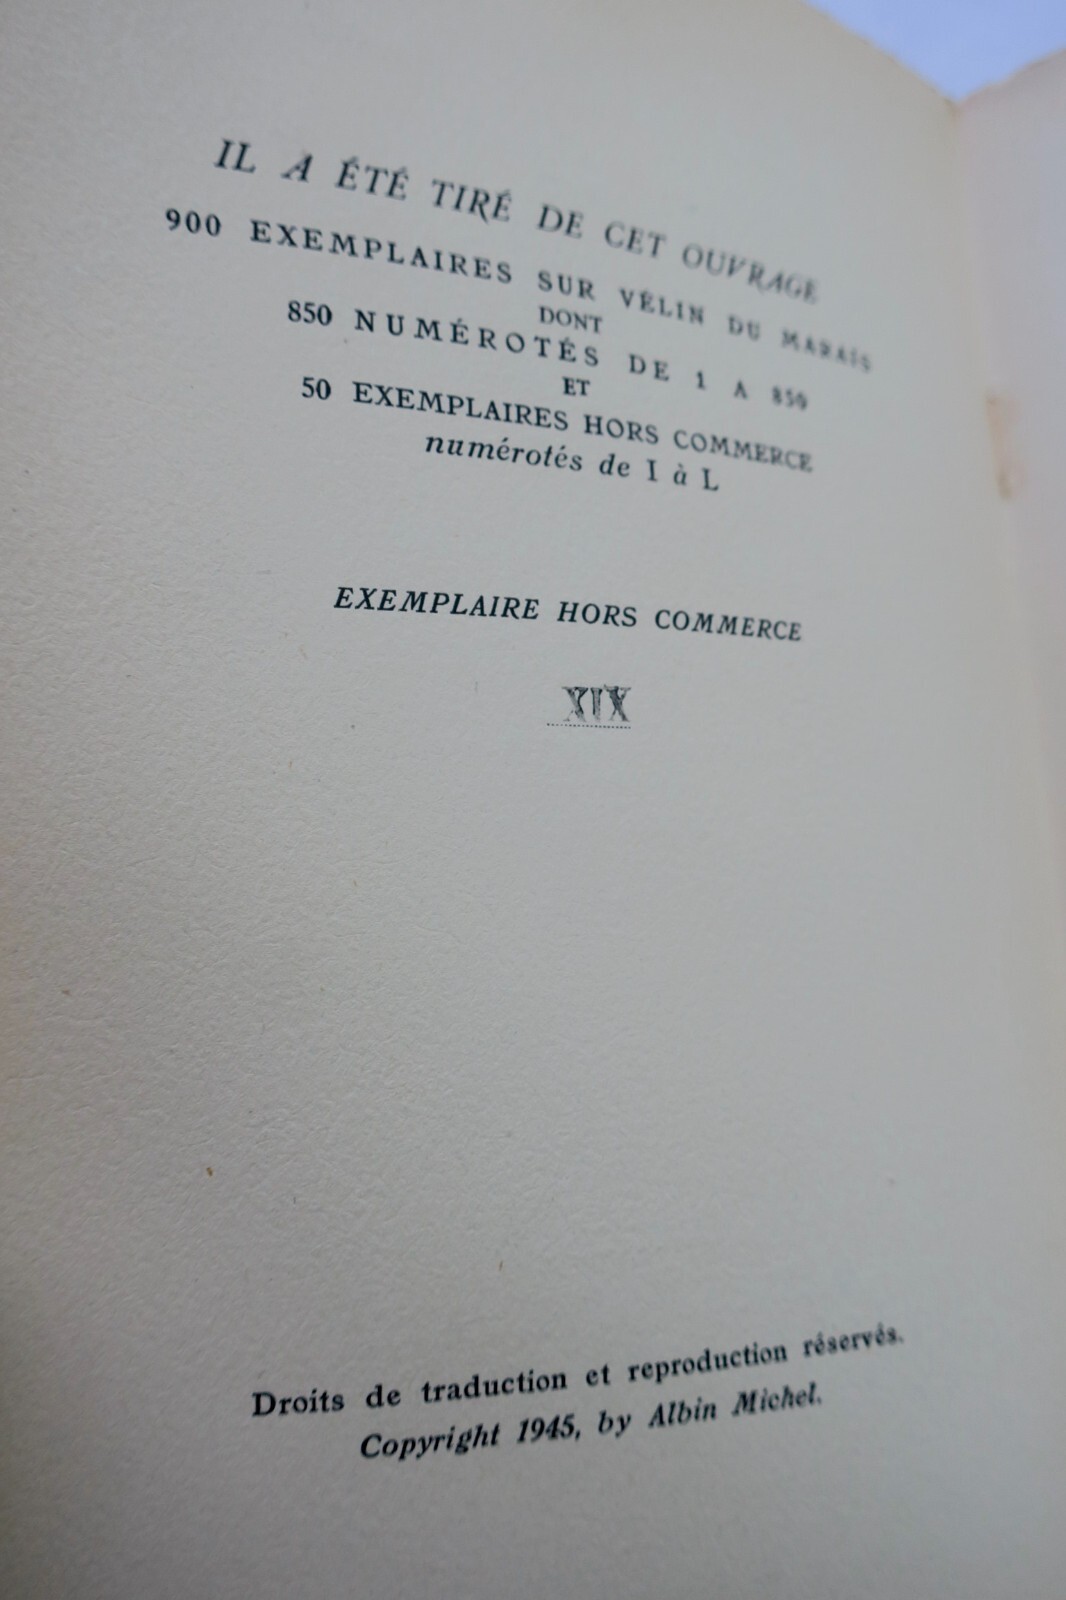 IL A ÉTÉ TIRÉ DE CET OUVRAGE
900 EXEMPLAIRES SUR VÉLIN DU MARAIS
DONT
850 NUMÉROTÉS DE 1 A 850
ET
50 EXEMPLAIRES HORS COMMERCE
numérotés de I à L
EXEMPLAIRE HORS COMMERCE
XIX
Droits de traduction et reproduction réservés.
Copyright 1945, by Albin Michel.